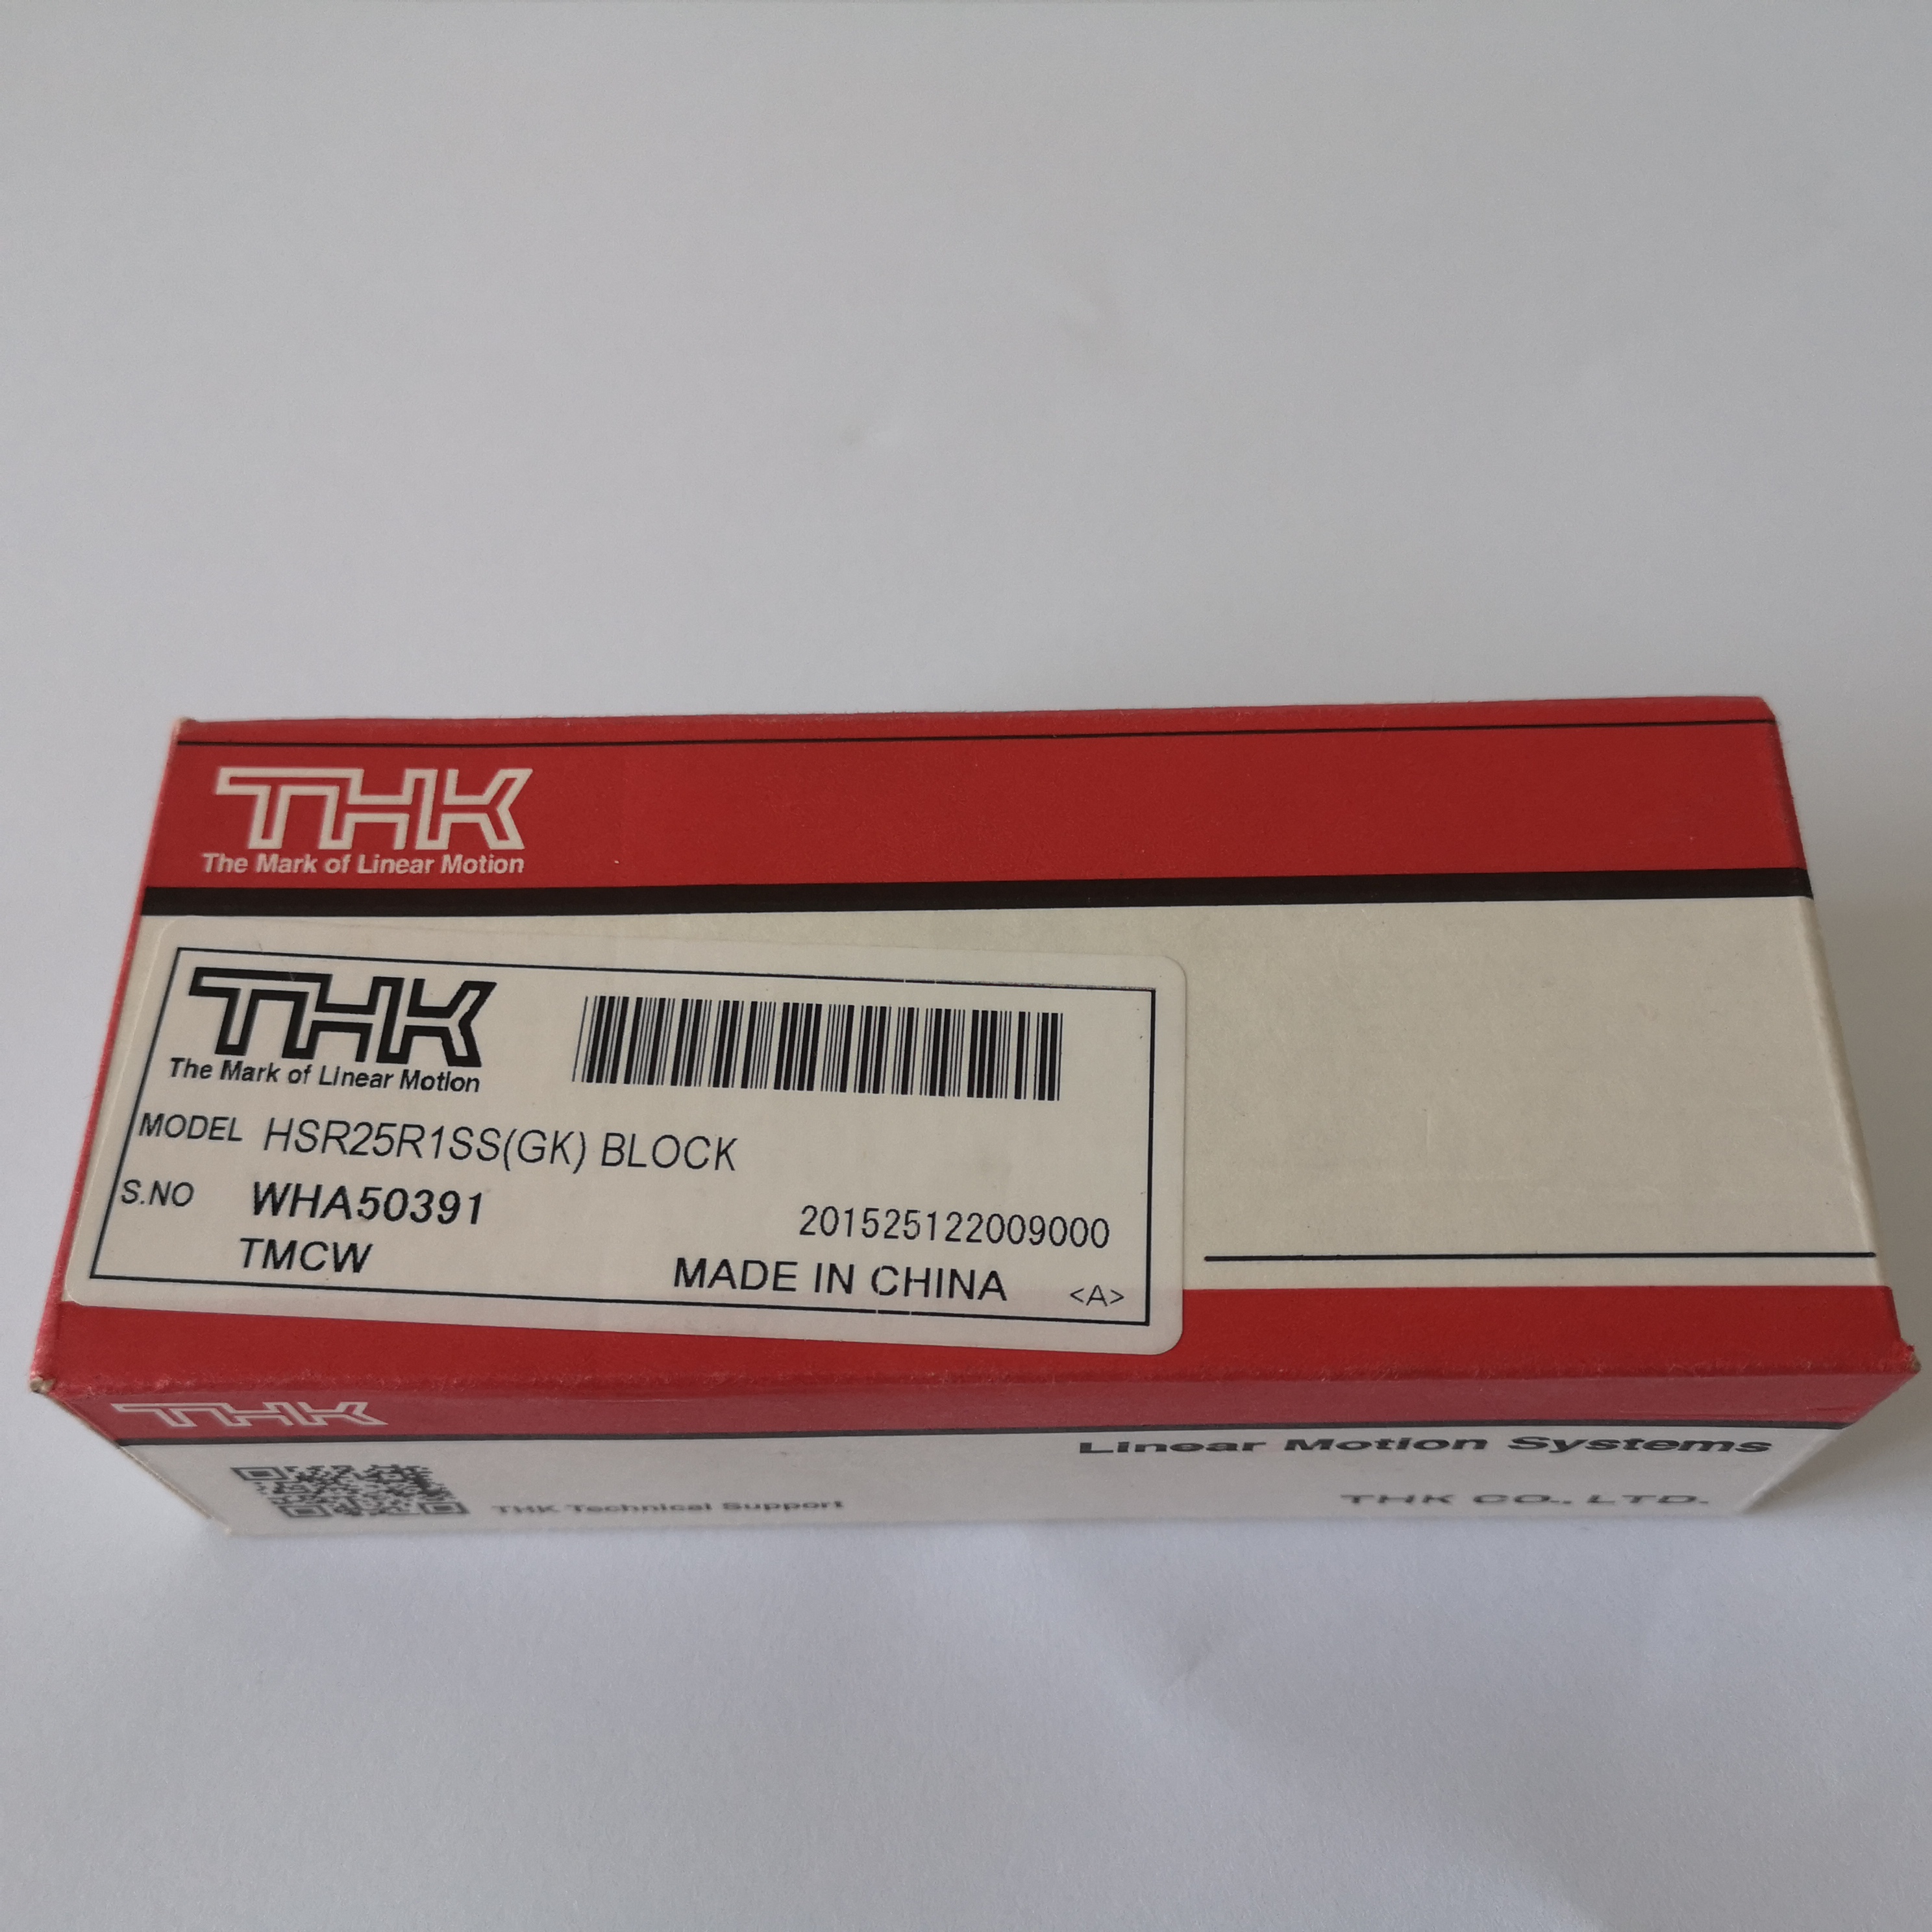 THK
The Mark of Linear Motion
THK
The Mark of Linear Motion
MODEL HSR25R1SS(GK) BLOCK
S.NO WHA50391
201525122009000
TMCW
MADE IN CHINA <A>
THK
Linear Motion Systems
THK Technical Support
THK CO., LTD.